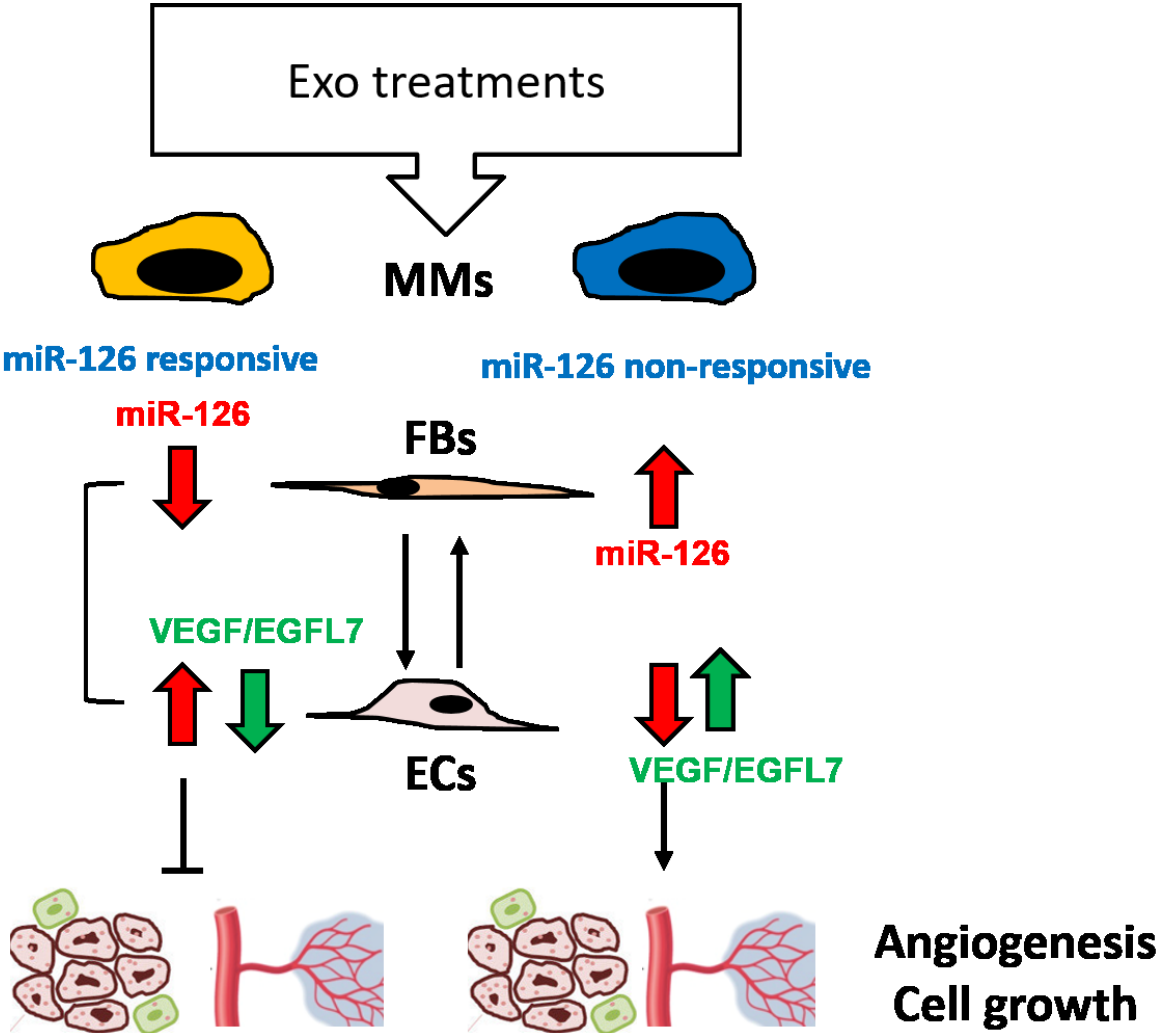 Exo treatments
MMs
miR-126 responsive
miR-126 non-responsive
miR-126
FBs
miR-126
VEGF/EGFL7
ECs
VEGF/EGFL7
Angiogenesis
Cell growth